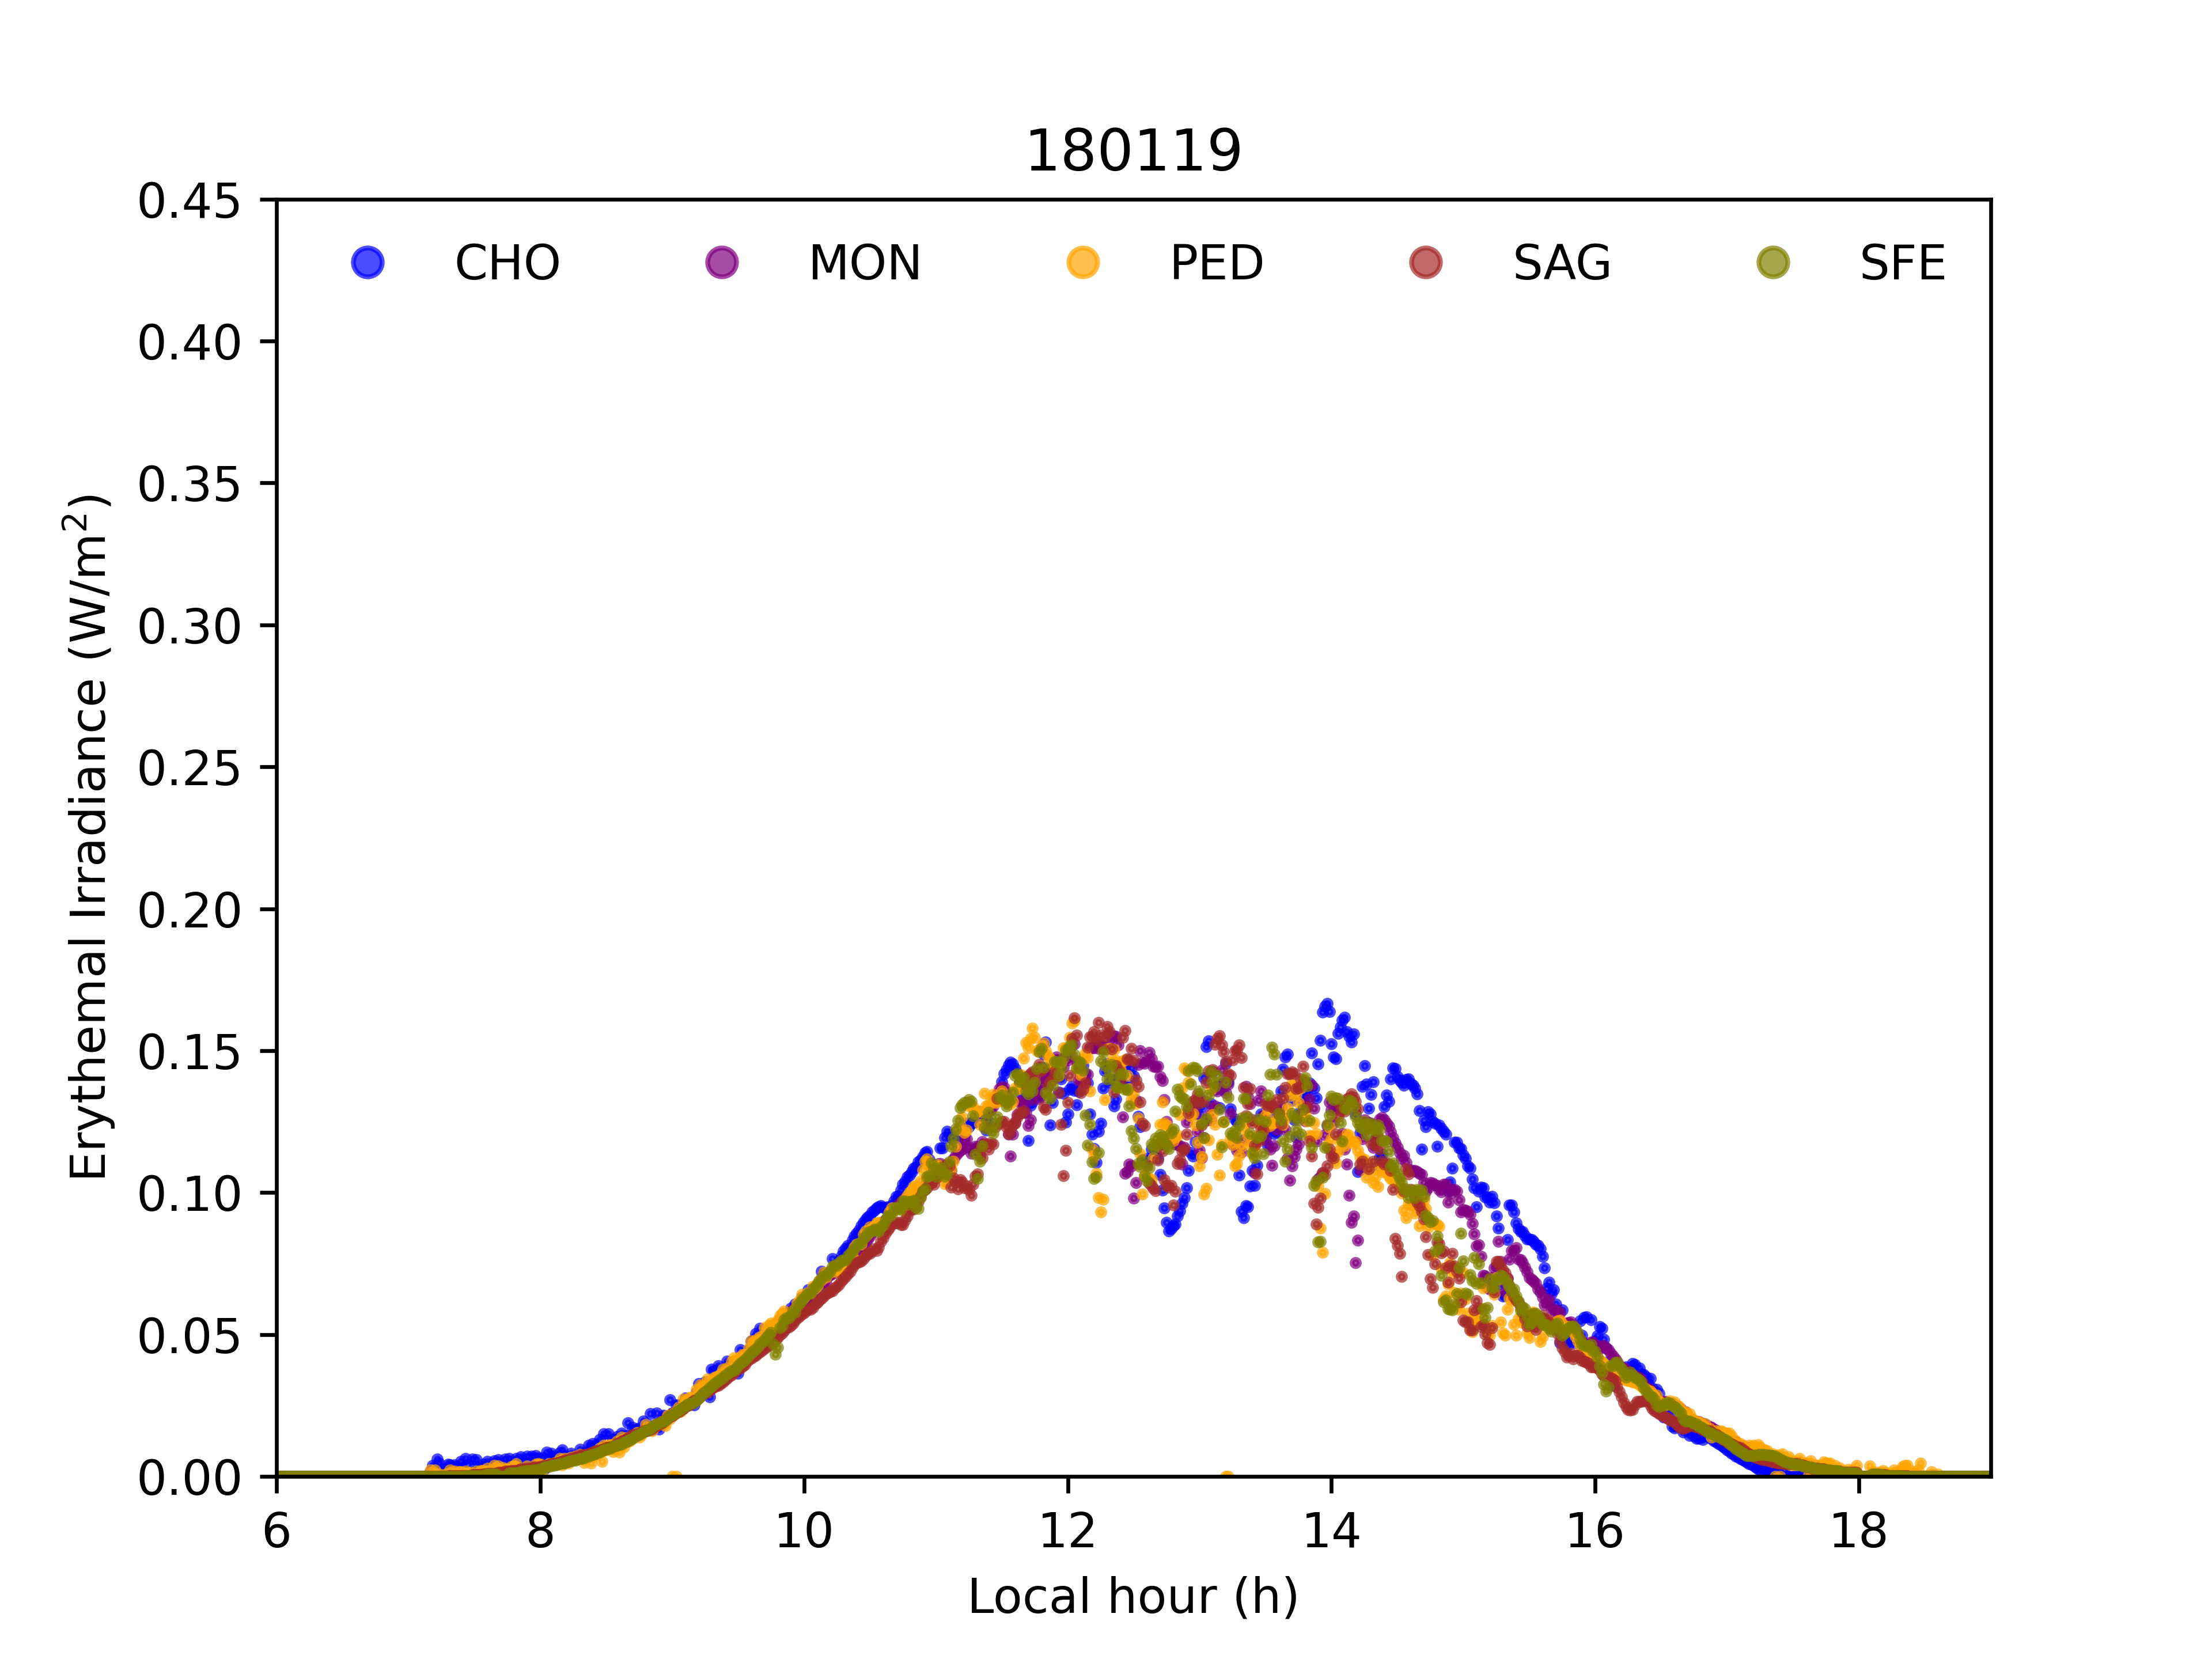 180119
0.45
CHO MON PED SAG SFE
0.40
0.35
0.30
0.25
0.20
0.15
0.10
0.05
0.00
Erythemal Irradiance (W/m²)
6 8 10 12 14 16 18
Local hour (h)